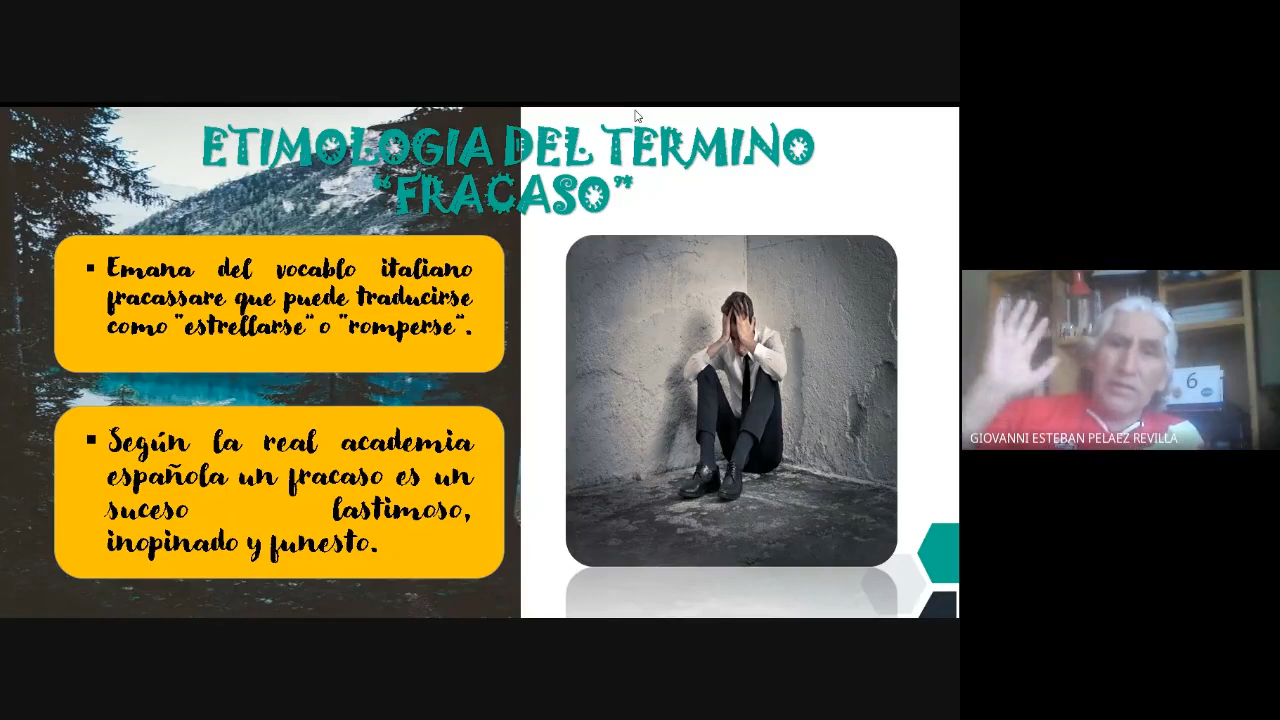 ETIMOLOGIA DEL TERMINO
“FRACASO”
▪ Emana del vocablo italiano
fracassare que puede traducirse
como "estrellarse" o "romperse".
▪ Según la real academia
española un fracaso es un
suceso lastimoso,
inopinado y funesto.
6
GIOVANNI ESTEBAN PELAEZ REVILLA